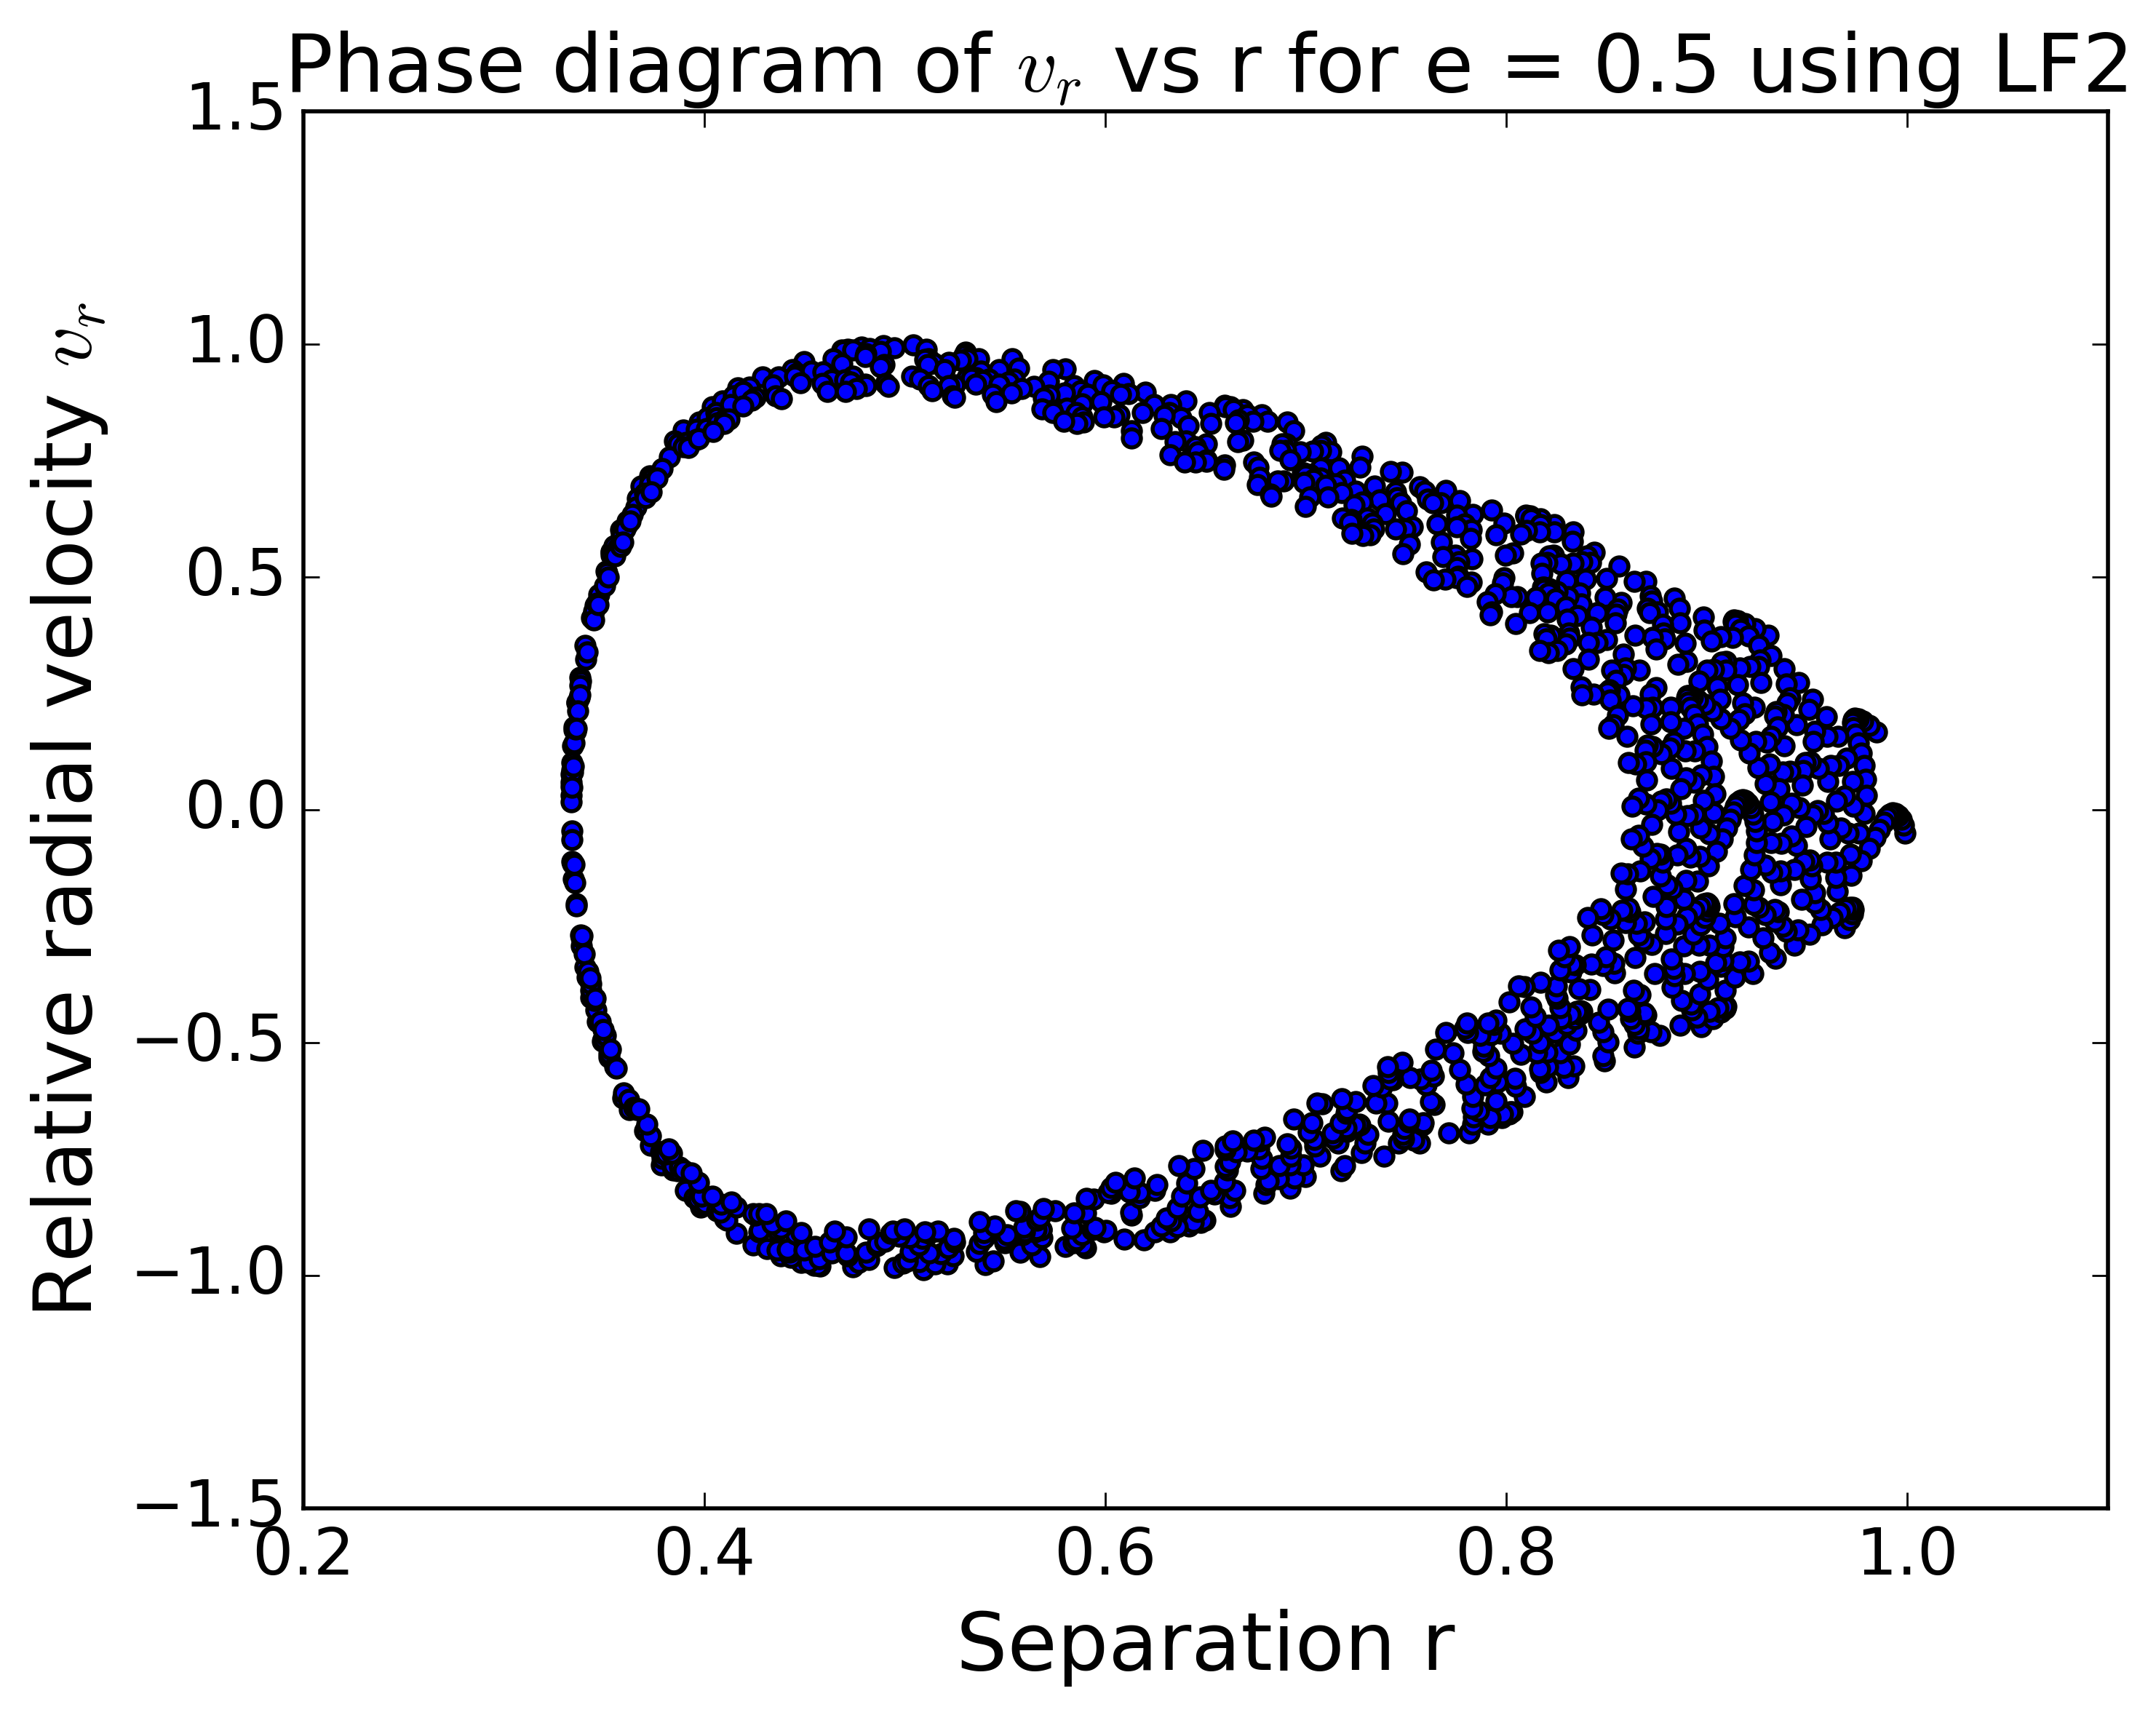 Phase diagram of v_r vs r for e = 0.5 using LF2
1.5
1.0
0.5
0.0
−0.5
−1.0
−1.5
Relative radial velocity v_r
0.2 0.4 0.6 0.8 1.0
Separation r